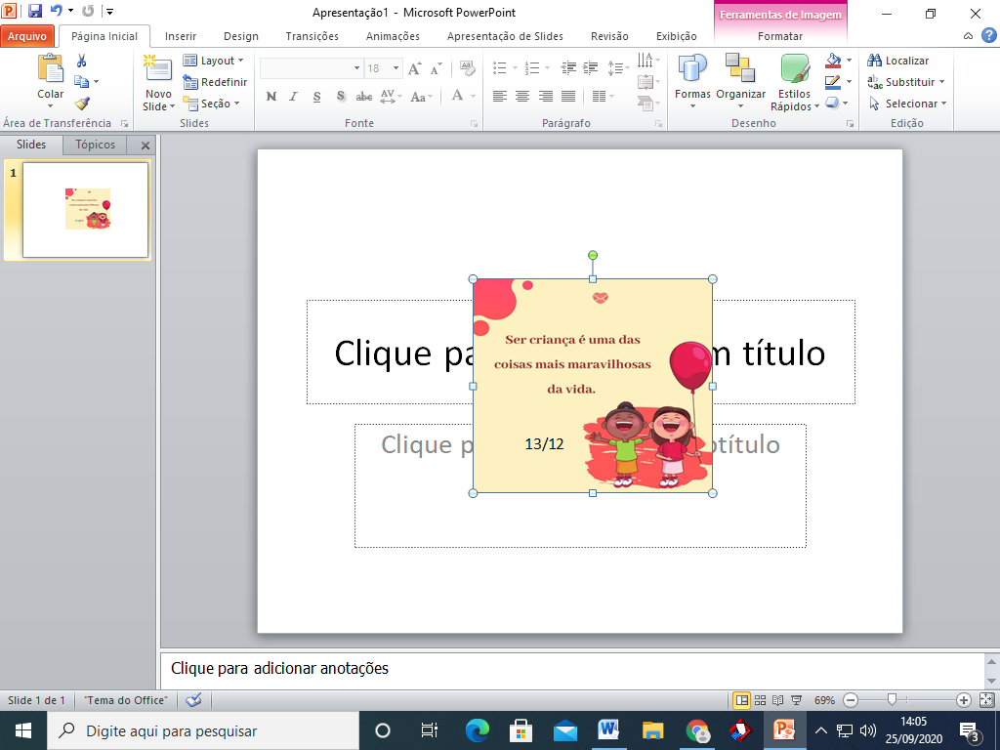 Apresentação1 - Microsoft PowerPoint
Ferramentas de Imagem
Arquivo
Página Inicial
Inserir
Design
Transições
Animações
Apresentação de Slides
Revisão
Exibição
Formatar
Colar
Novo Slide
Layout
Redefinir
Seção
18
N I S S abc AV Aa A
Formas
Organizar
Estilos Rápidos
Localizar
Substituir
Selecionar
Área de Transferência
Slides
Fonte
Parágrafo
Desenho
Edição
Slides
Tópicos
1
Ser criança é uma das
coisas mais maravilhosas
da vida.
13/12
Clique pa
m título
Clique p
otítulo
Clique para adicionar anotações
Slide 1 de 1
"Tema do Office"
69%
Digite aqui para pesquisar
14:05
25/09/2020
3